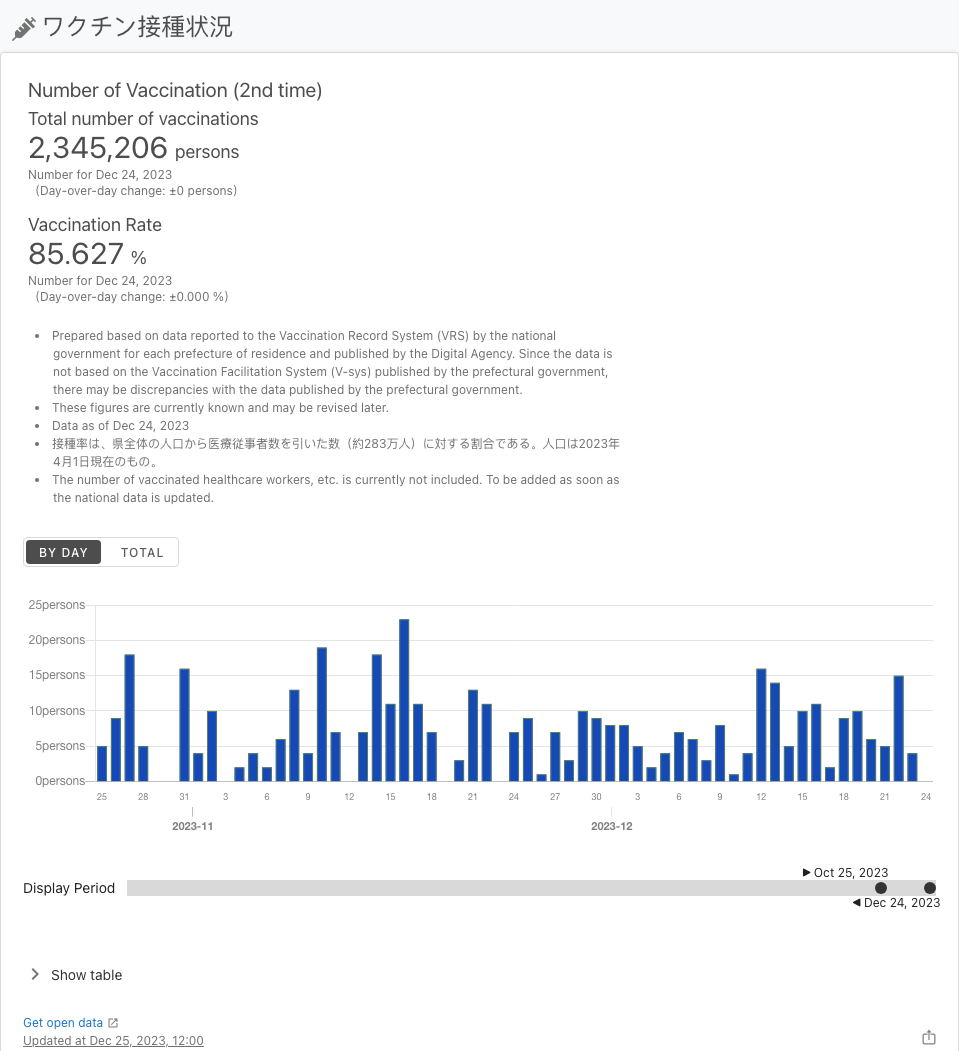 ワクチン接種状況
Number of Vaccination (2nd time)
Total number of vaccinations
2,345,206 persons
Number for Dec 24, 2023
(Day-over-day change: ±0 persons)
Vaccination Rate
85.627 %
Number for Dec 24, 2023
(Day-over-day change: ±0.000 %)
• Prepared based on data reported to the Vaccination Record System (VRS) by the national
government for each prefecture of residence and published by the Digital Agency. Since the data is
not based on the Vaccination Facilitation System (V-sys) published by the prefectural government,
there may be discrepancies with the data published by the prefectural government.
• These figures are currently known and may be revised later.
• Data as of Dec 24, 2023
• 接種率は、県全体の人口から医療従事者数を引いた数（約283万人）に対する割合である。人口は2023年
4月1日現在のもの。
• The number of vaccinated healthcare workers, etc. is currently not included. To be added as soon as
the national data is updated.
BY DAY TOTAL
25persons
20persons
15persons
10persons
5persons
0persons
25 28 31 3 6 9 12 15 18 21 24 27 30 3 6 9 12 15 18 21 24
2023-11 2023-12
Oct 25, 2023
Display Period
Dec 24, 2023
Show table
Get open data
Updated at Dec 25, 2023, 12:00